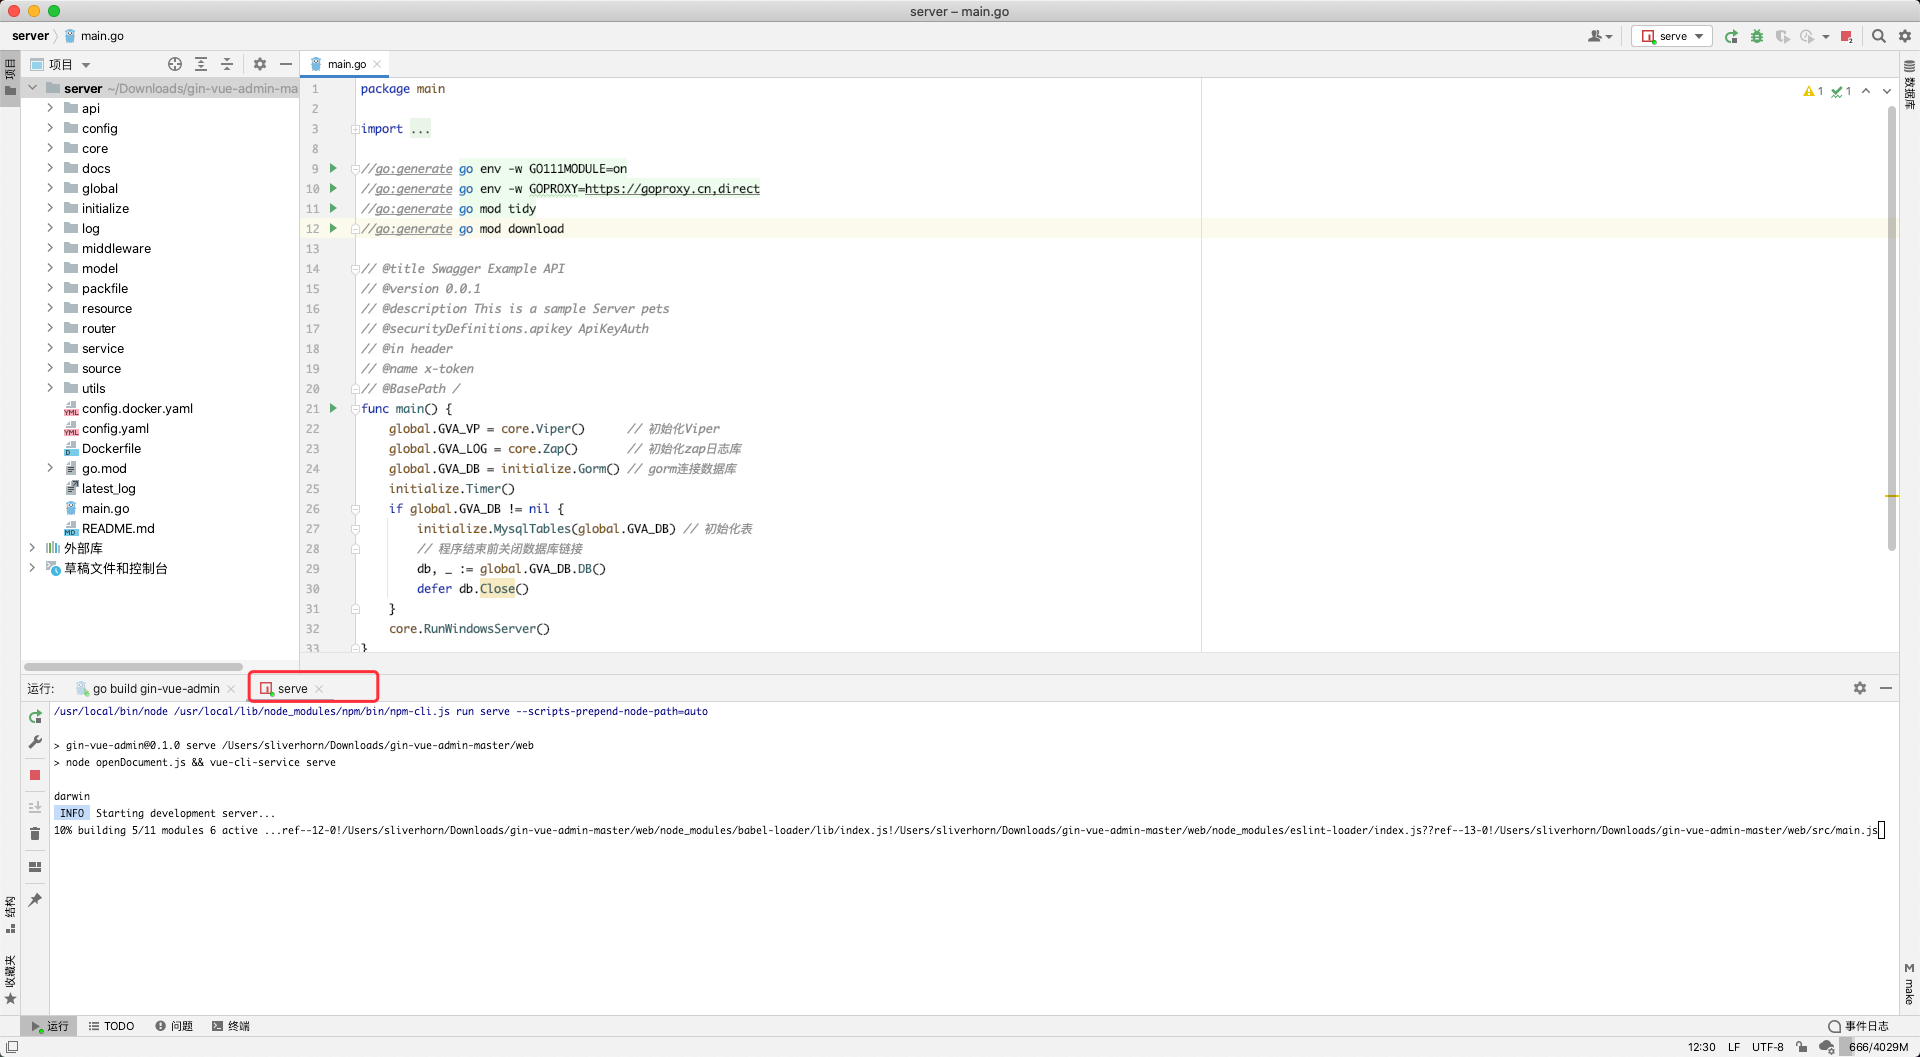 server – main.go
server
main.go
serve
2
项目
项目
main.go
server ~/Downloads/gin-vue-admin-ma
api
config
core
docs
global
initialize
log
middleware
model
packfile
resource
router
service
source
utils
config.docker.yaml
config.yaml
Dockerfile
go.mod
latest_log
main.go
README.md
外部库
草稿文件和控制台
1 package main
2
3 import ...
8
9 //go:generate go env -w GO111MODULE=on
10 //go:generate go env -w GOPROXY=https://goproxy.cn,direct
11 //go:generate go mod tidy
12 //go:generate go mod download
13
14 // @title Swagger Example API
15 // @version 0.0.1
16 // @description This is a sample Server pets
17 // @securityDefinitions.apikey ApiKeyAuth
18 // @in header
19 // @name x-token
20 // @BasePath /
21 func main() {
22 global.GVA_VP = core.Viper() // 初始化Viper
23 global.GVA_LOG = core.Zap() // 初始化zap日志库
24 global.GVA_DB = initialize.Gorm() // gorm连接数据库
25 initialize.Timer()
26 if global.GVA_DB != nil {
27 initialize.MysqlTables(global.GVA_DB) // 初始化表
28 // 程序结束前关闭数据库链接
29 db, _ := global.GVA_DB.DB()
30 defer db.Close()
31 }
32 core.RunWindowsServer()
33 }
1 1
数据库
运行: go build gin-vue-admin serve
/usr/local/bin/node /usr/local/lib/node_modules/npm/bin/npm-cli.js run serve --scripts-prepend-node-path=auto
> gin-vue-admin@0.1.0 serve /Users/sliverhorn/Downloads/gin-vue-admin-master/web
> node openDocument.js && vue-cli-service serve
darwin
INFO Starting development server...
10% building 5/11 modules 6 active ...ref--12-0!/Users/sliverhorn/Downloads/gin-vue-admin-master/web/node_modules/babel-loader/lib/index.js!/Users/sliverhorn/Downloads/gin-vue-admin-master/web/node_modules/eslint-loader/index.js??ref--13-0!/Users/sliverhorn/Downloads/gin-vue-admin-master/web/src/main.js
结构
收藏夹
M make
运行 TODO 问题 终端
事件日志
12:30 LF UTF-8 666/4029M